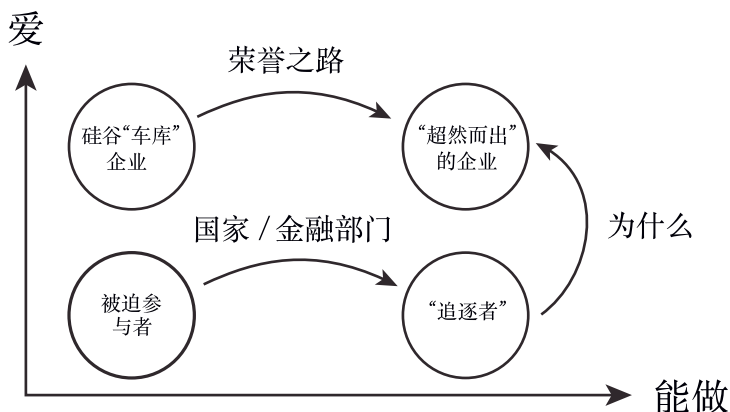 爱
荣誉之路
硅谷“车库”
企业
“超然而出”
的企业
国家 / 金融部门
为什么
被迫参
与者
“追逐者”
能做